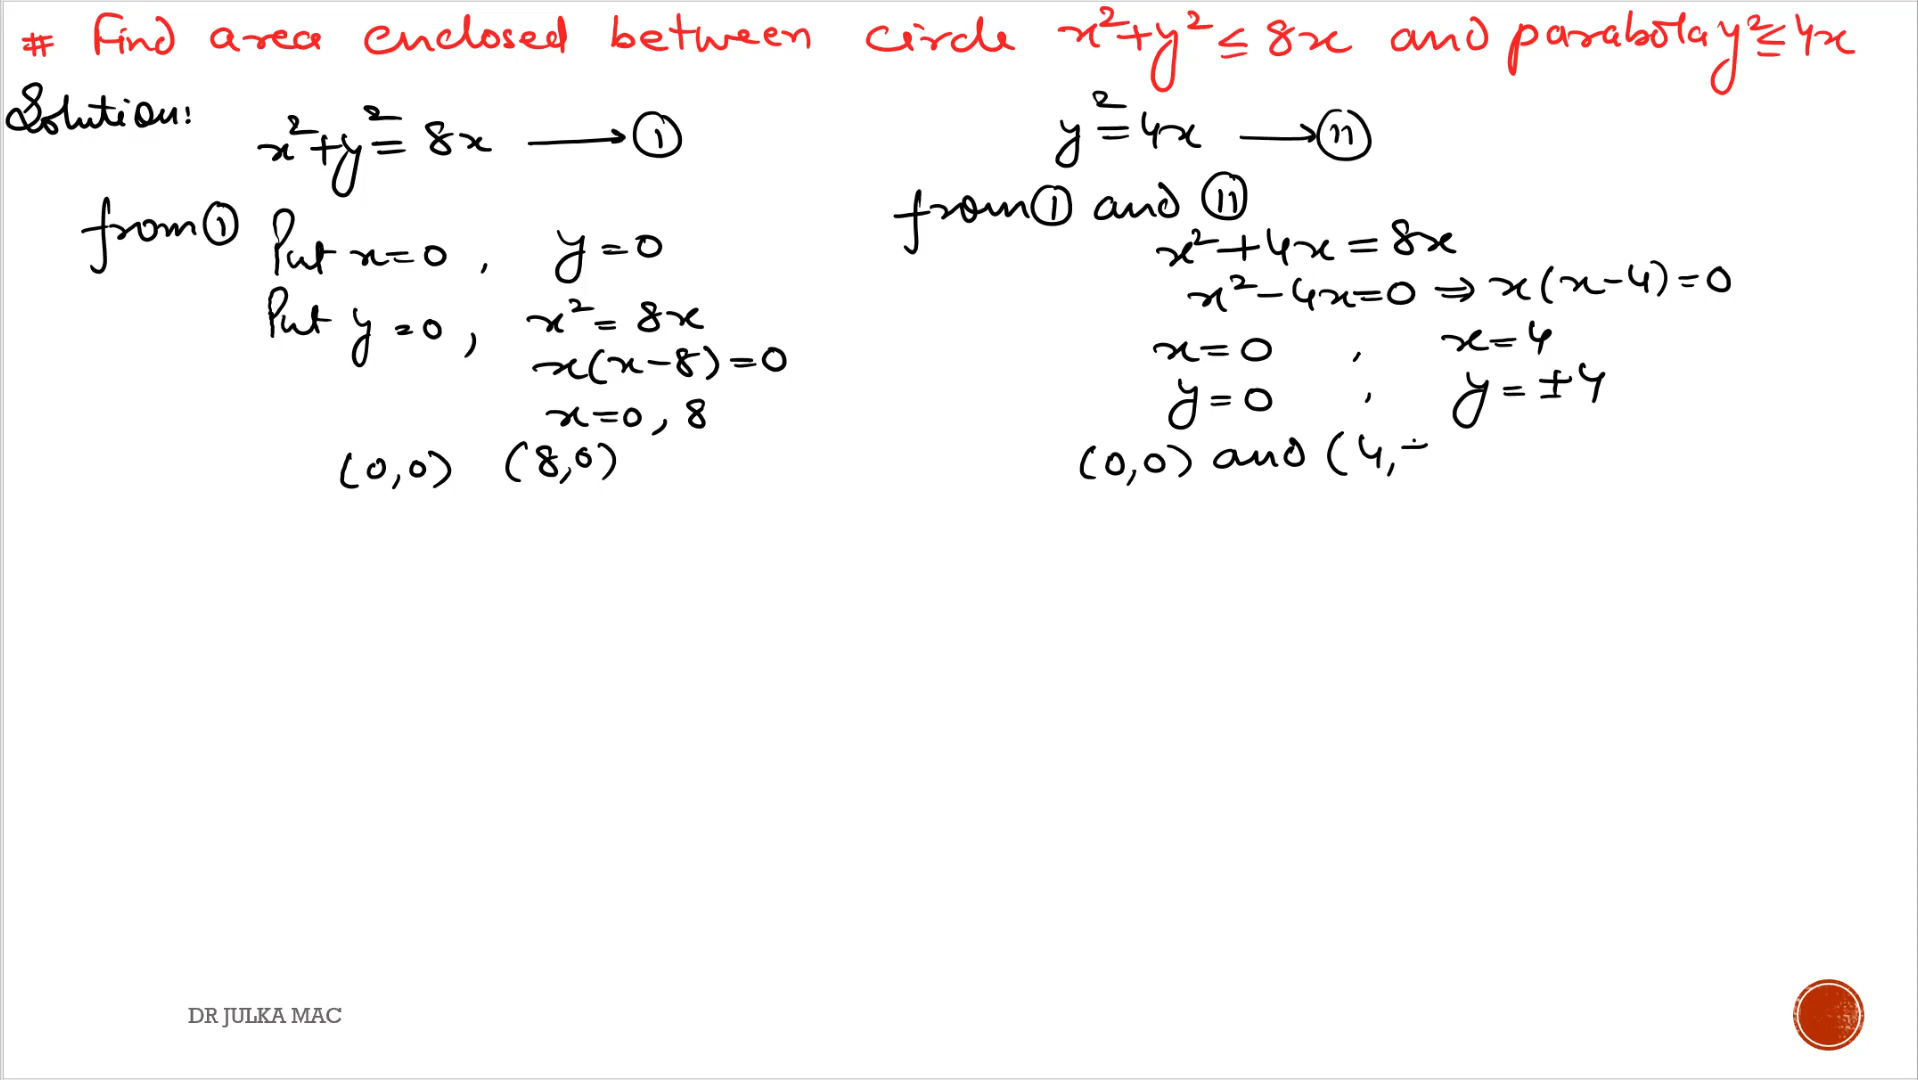 # Find area enclosed between circle x²+y² ≤ 8x and parabola y² ≤ 4x
Solution:
x²+y² = 8x → ①
from ① Put x=0, y=0
Put y=0, x² = 8x
x(x-8)=0
x=0, 8
(0,0) (8,0)
y² = 4x → ⑪
from ① and ⑪
x²+4x = 8x
x²-4x=0 ⇒ x(x-4)=0
x=0 , x=4
y=0 , y=±4
(0,0) and (4,
DR JULKA MAC